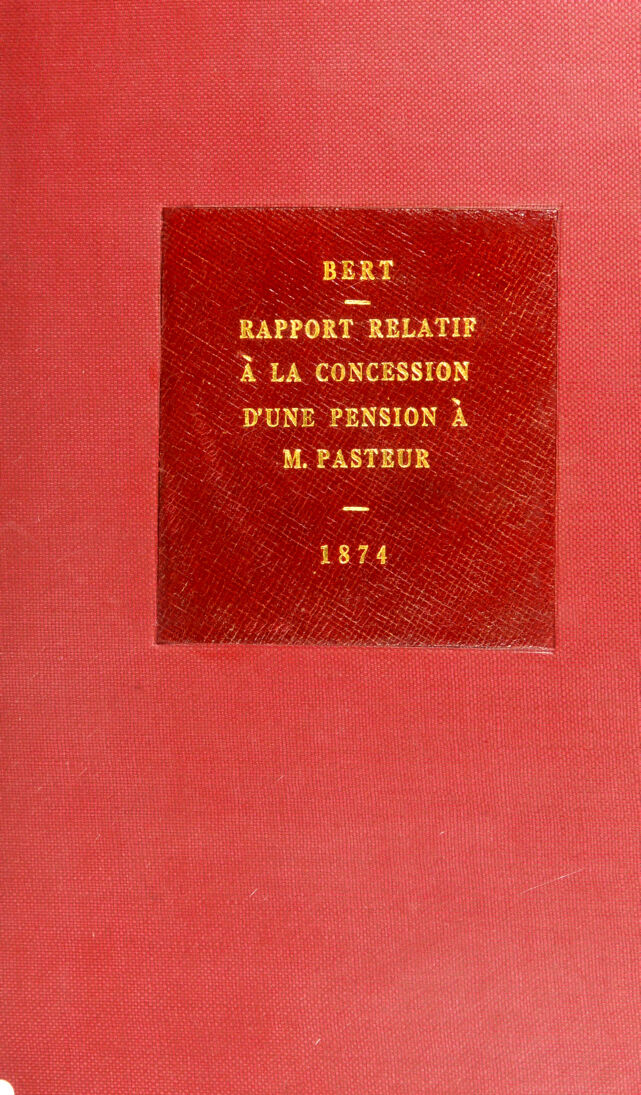 BERT
RAPPORT RELATIF
À LA CONCESSION
D'UNE PENSION À
M. PASTEUR
1874